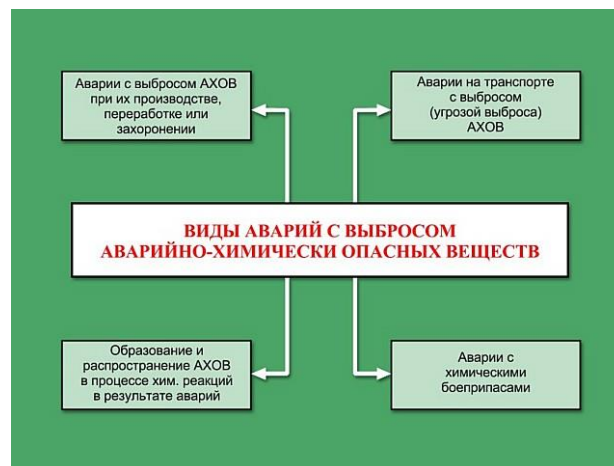 Аварии с выбросом АХОВ
при их производстве,
переработке или
захоронении
Аварии на транспорте
с выбросом
(угрозой выброса)
АХОВ
ВИДЫ АВАРИЙ С ВЫБРОСОМ
АВАРИЙНО-ХИМИЧЕСКИ ОПАСНЫХ ВЕЩЕСТВ
Образование и
распространение АХОВ
в процессе хим. реакций
в результате аварий
Аварии с
химическими
боеприпасами